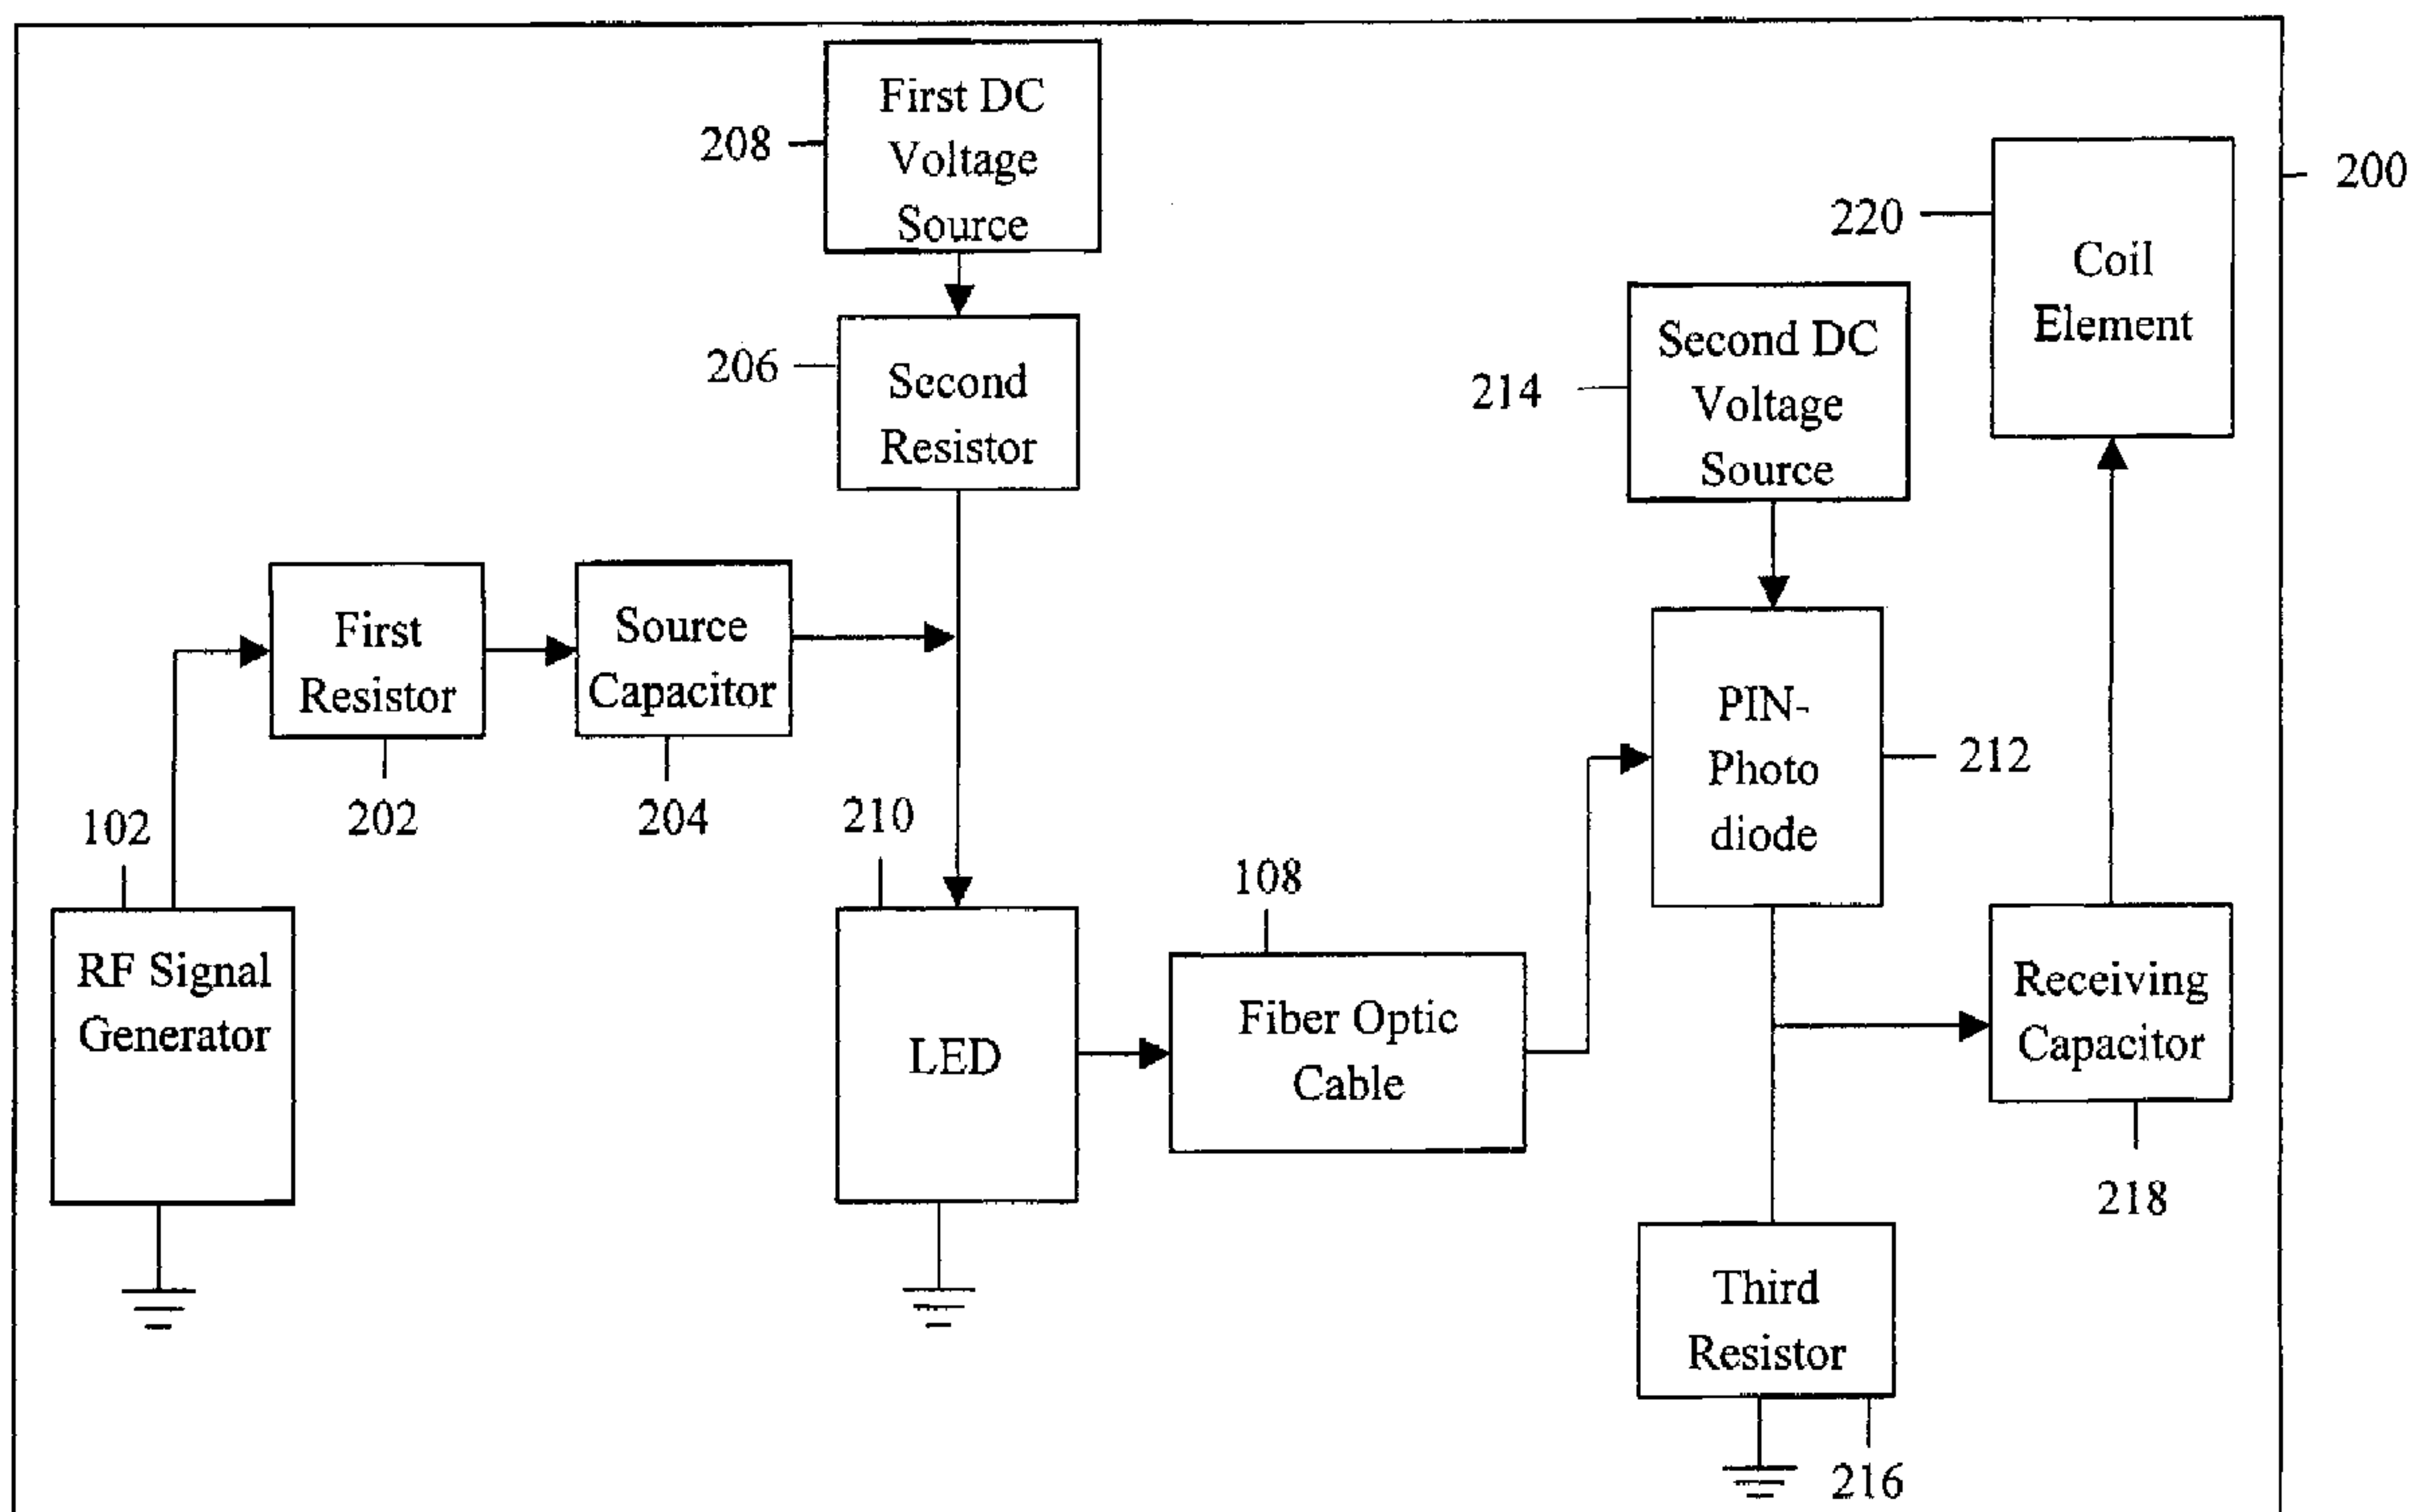 First DC
Voltage
Source
208
200
220
Coil
Element
Second DC
Voltage
Source
214
206
Second
Resistor
First
Resistor
Source
Capacitor
PIN-
Photo
diode
212
202
204
210
102
108
RF Signal
Generator
LED
Fiber Optic
Cable
Receiving
Capacitor
218
Third
Resistor
216